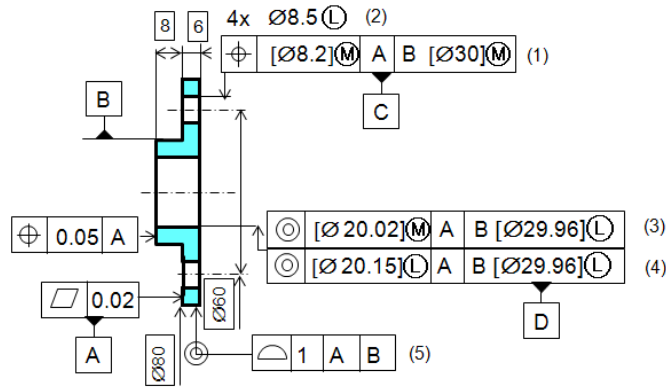 8 6 4x Ø8.5Ⓛ (2)
⌖ [Ø8.2]Ⓜ A B [Ø30]Ⓜ (1)
B
C
⌖ 0.05 A
◎ [Ø 20.02]Ⓜ A B [Ø29.96]Ⓛ (3)
◎ [Ø 20.15]Ⓛ A B [Ø29.96]Ⓛ (4)
⏥ 0.02
Ø60
D
A
Ø80
⌓ 1 A B (5)